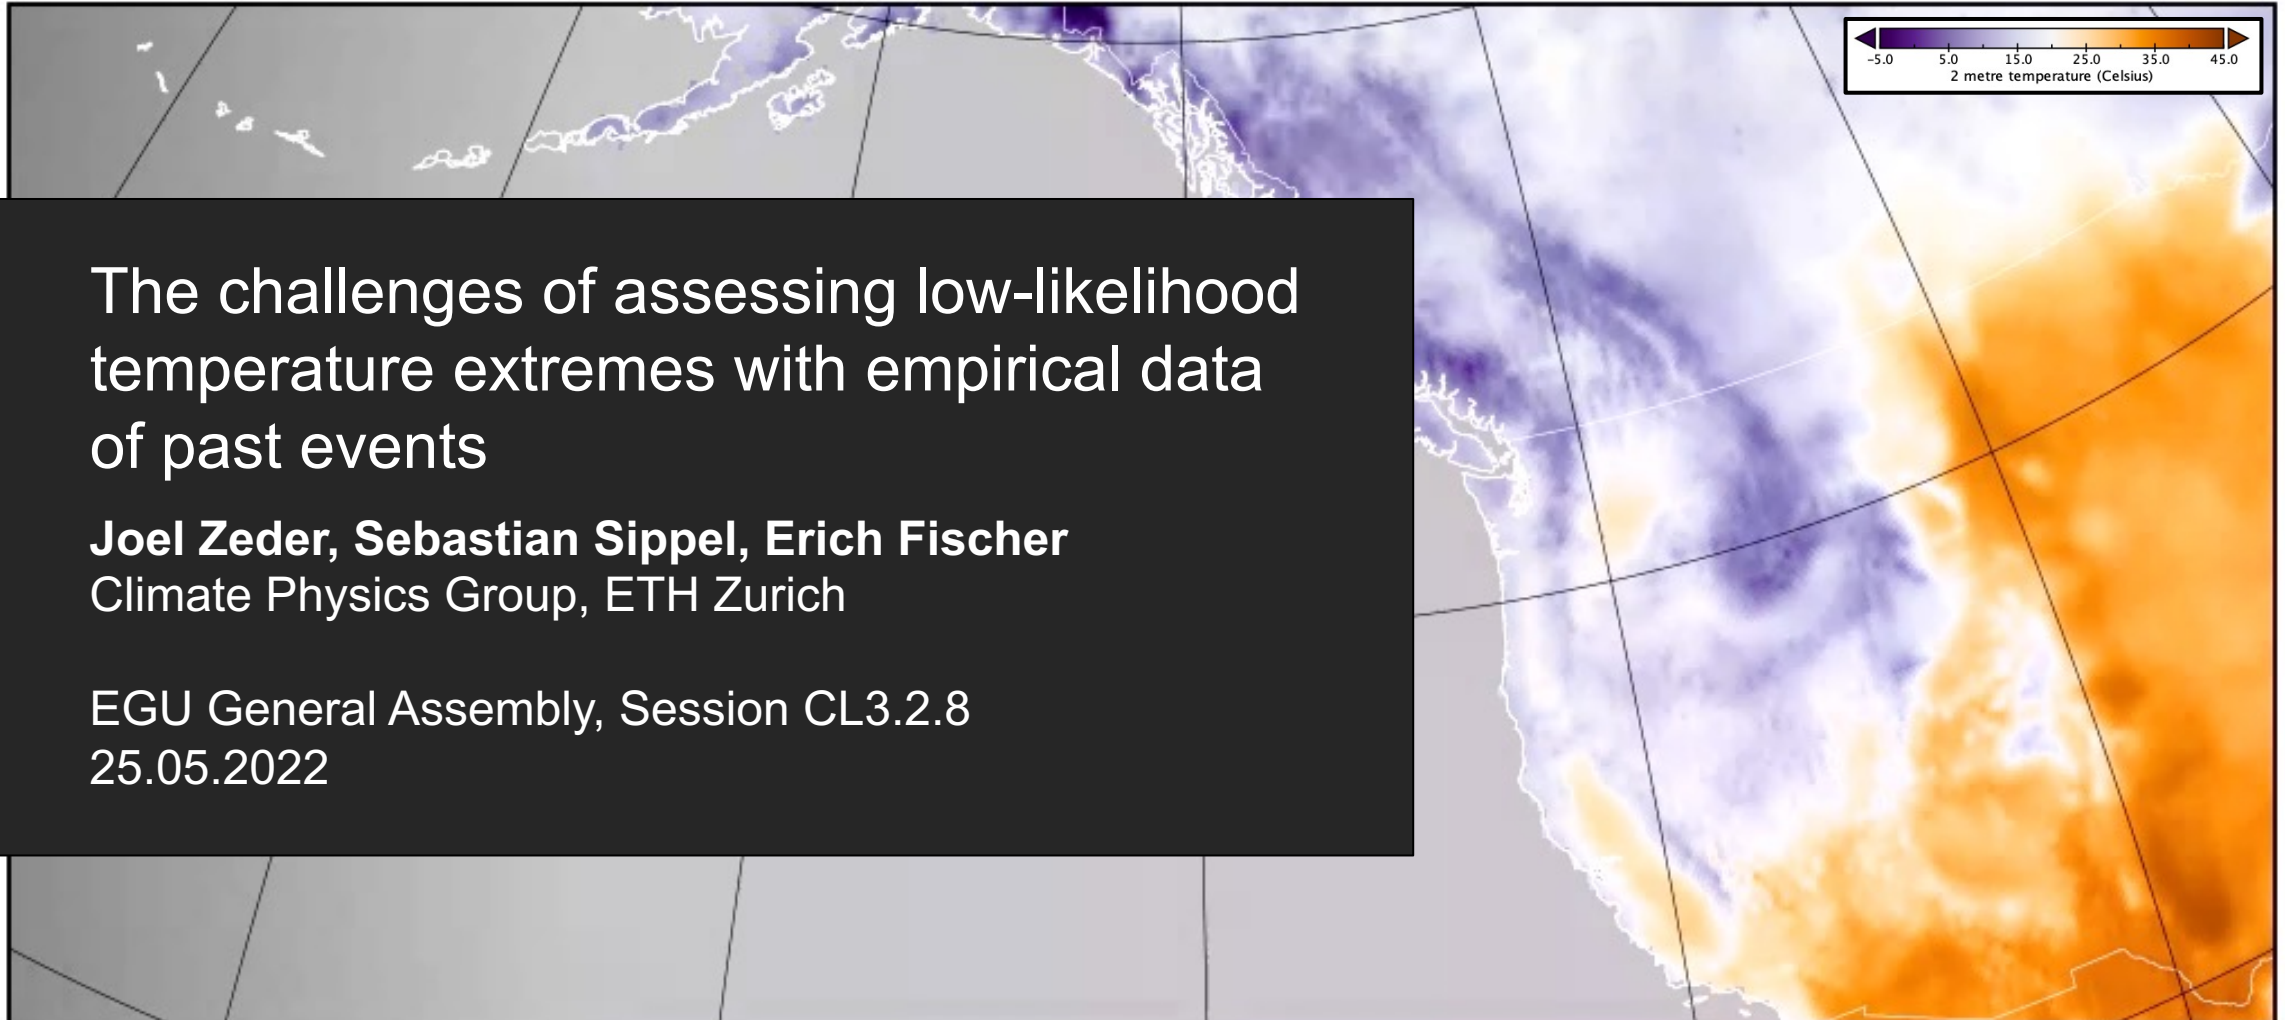 -5.0 5.0 15.0 25.0 35.0 45.0
2 metre temperature (Celsius)
The challenges of assessing low-likelihood
temperature extremes with empirical data
of past events
Joel Zeder, Sebastian Sippel, Erich Fischer
Climate Physics Group, ETH Zurich
EGU General Assembly, Session CL3.2.8
25.05.2022